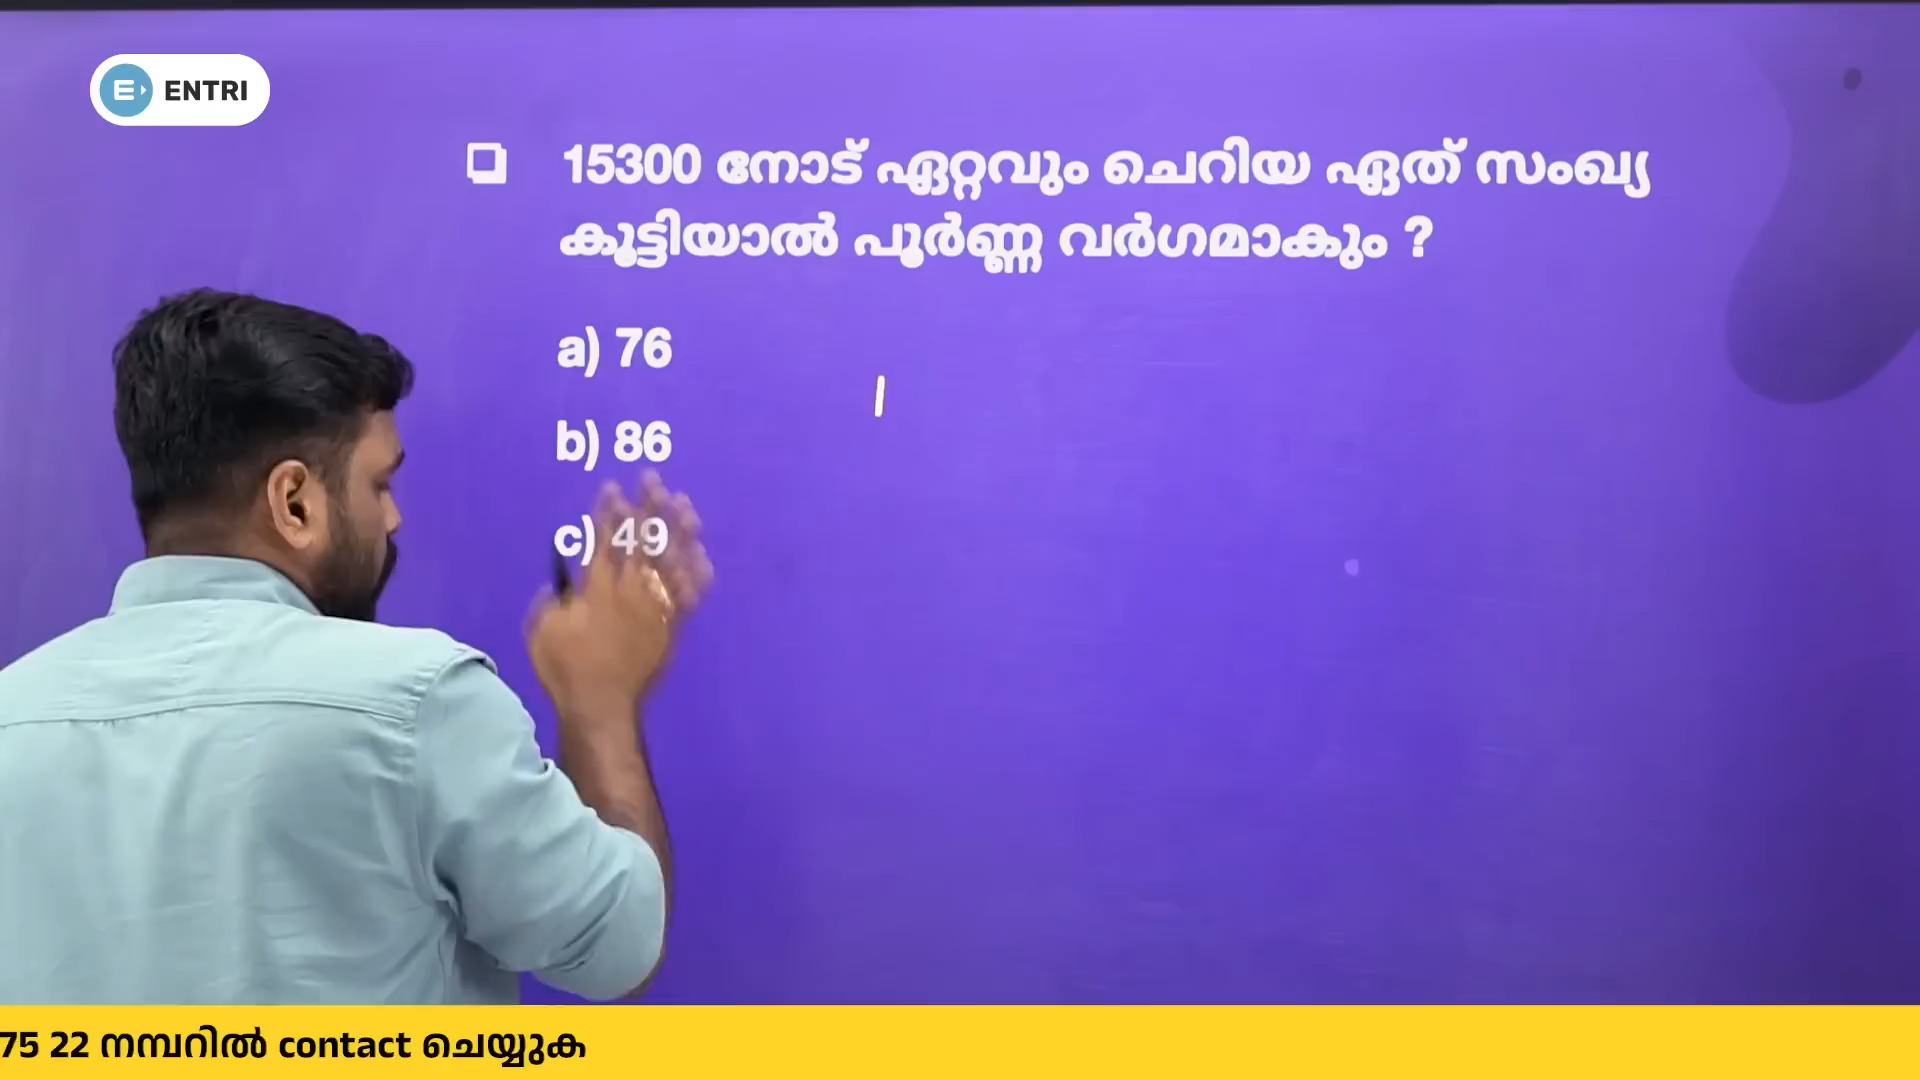 ENTRI
15300 നോട് ഏറ്റവും ചെറിയ ഏത് സംഖ്യ
കൂട്ടിയാൽ പൂർണ്ണ വർഗമാകും ?
a) 76
b) 86
c) 49
75 22 നമ്പറിൽ contact ചെയ്യുക